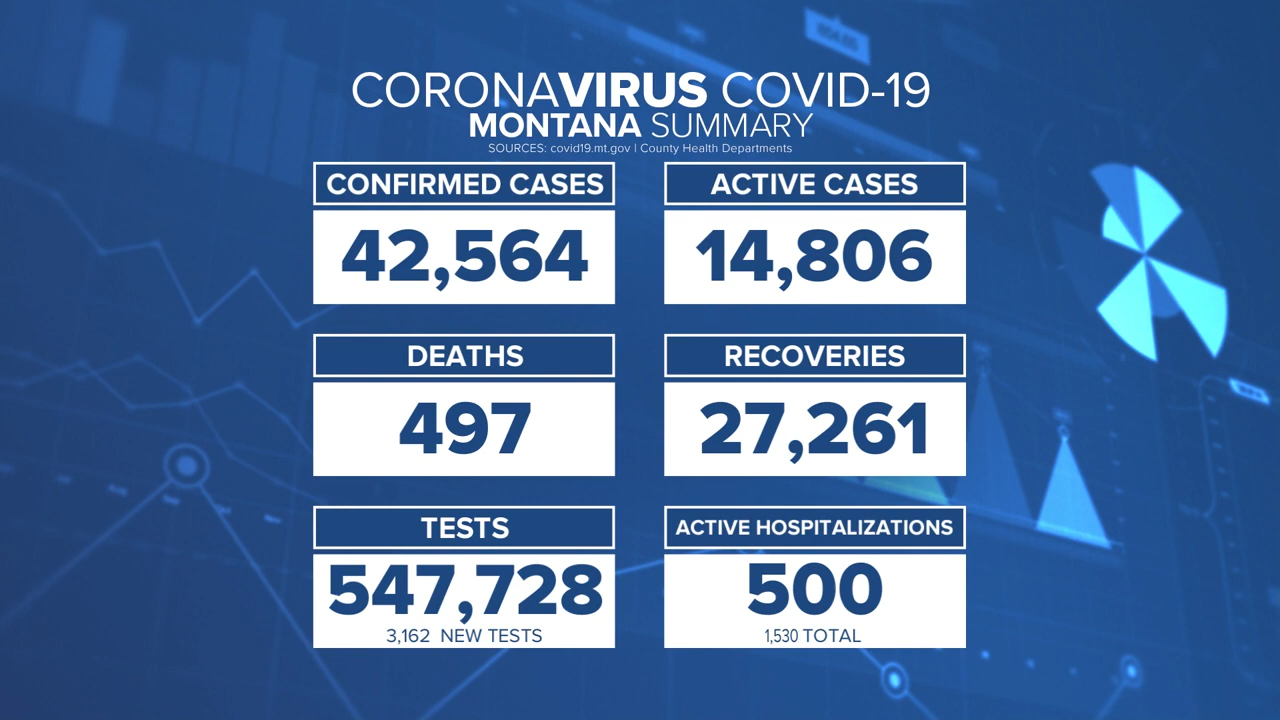 CORONAVIRUS COVID-19
MONTANA SUMMARY
SOURCES: covid19.mt.gov | County Health Departments
CONFIRMED CASES
42,564
ACTIVE CASES
14,806
DEATHS
497
RECOVERIES
27,261
TESTS
547,728
3,162 NEW TESTS
ACTIVE HOSPITALIZATIONS
500
1,530 TOTAL